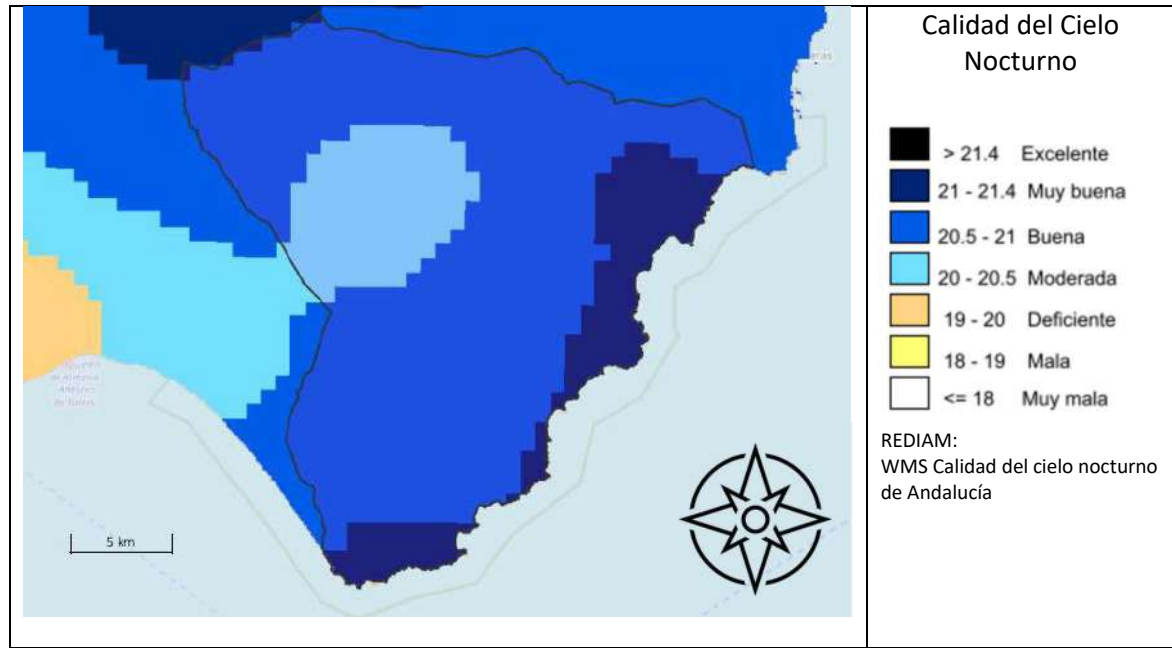 Calidad del Cielo
Nocturno
> 21.4 Excelente
21 - 21.4 Muy buena
20.5 - 21 Buena
20 - 20.5 Moderada
19 - 20 Deficiente
18 - 19 Mala
<= 18 Muy mala
REDIAM:
WMS Calidad del cielo nocturno
de Andalucía
5 km